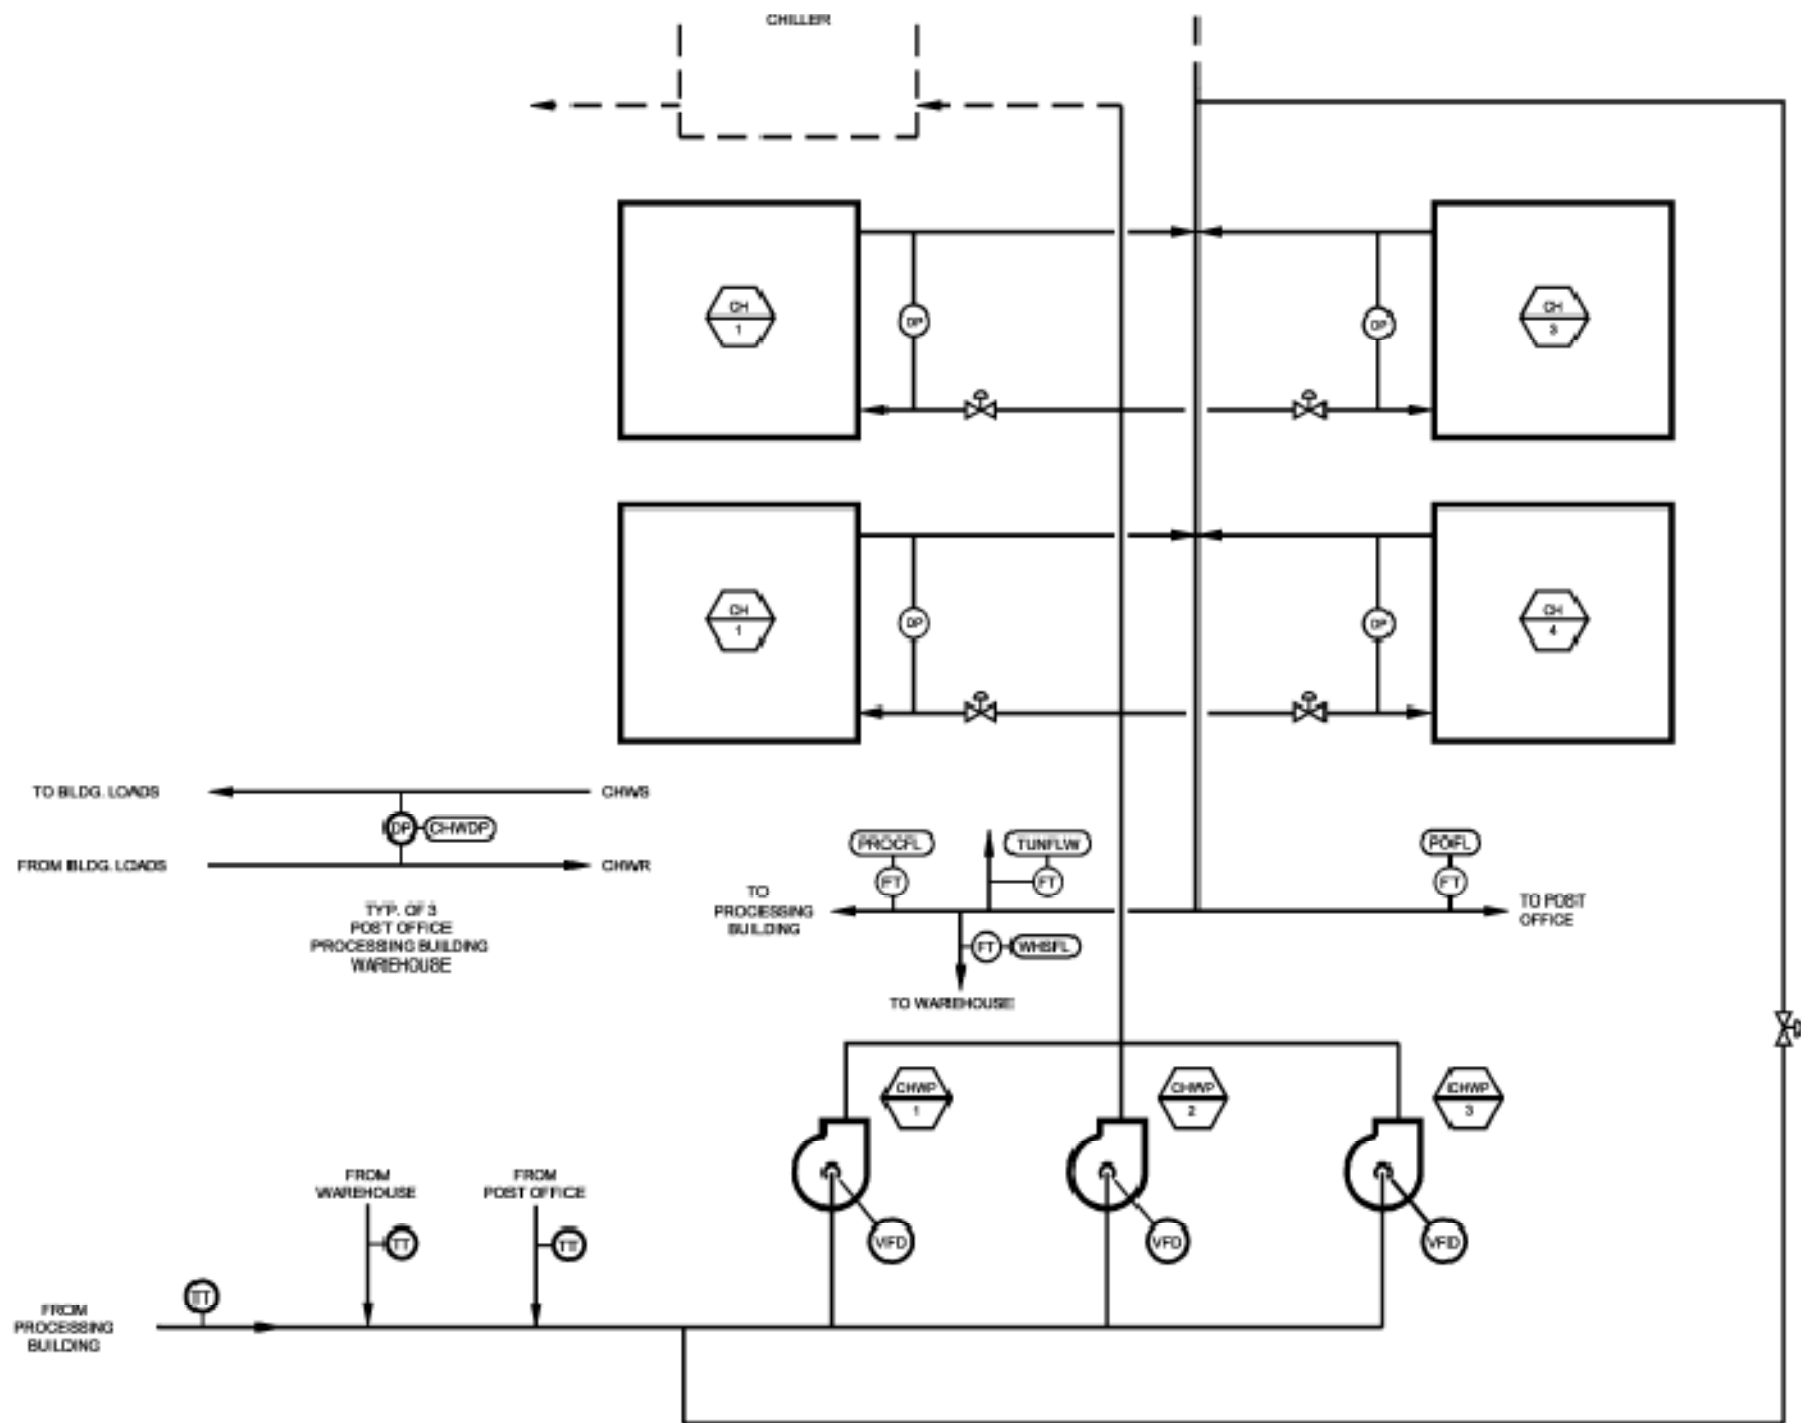 CHILLER
CH
1
DP
DP
CH
3
CH
1
DP
DP
CH
4
TO BLDG. LOADS
CHWS
DP
CHWDP
FROM BLDG. LOADS
CHWR
TYP. OF 3
POST OFFICE
PROCESSING BUILDING
WAREHOUSE
PROCFL
TUNFLW
POFL
FT
FT
FT
TO
PROCESSING
BUILDING
TO POST
OFFICE
FT
WHSFL
TO WAREHOUSE
CHWP
1
CHWP
2
CHWP
3
FROM
WAREHOUSE
FROM
POST OFFICE
TT
TT
VFD
VFD
VFD
TT
FROM
PROCESSING
BUILDING